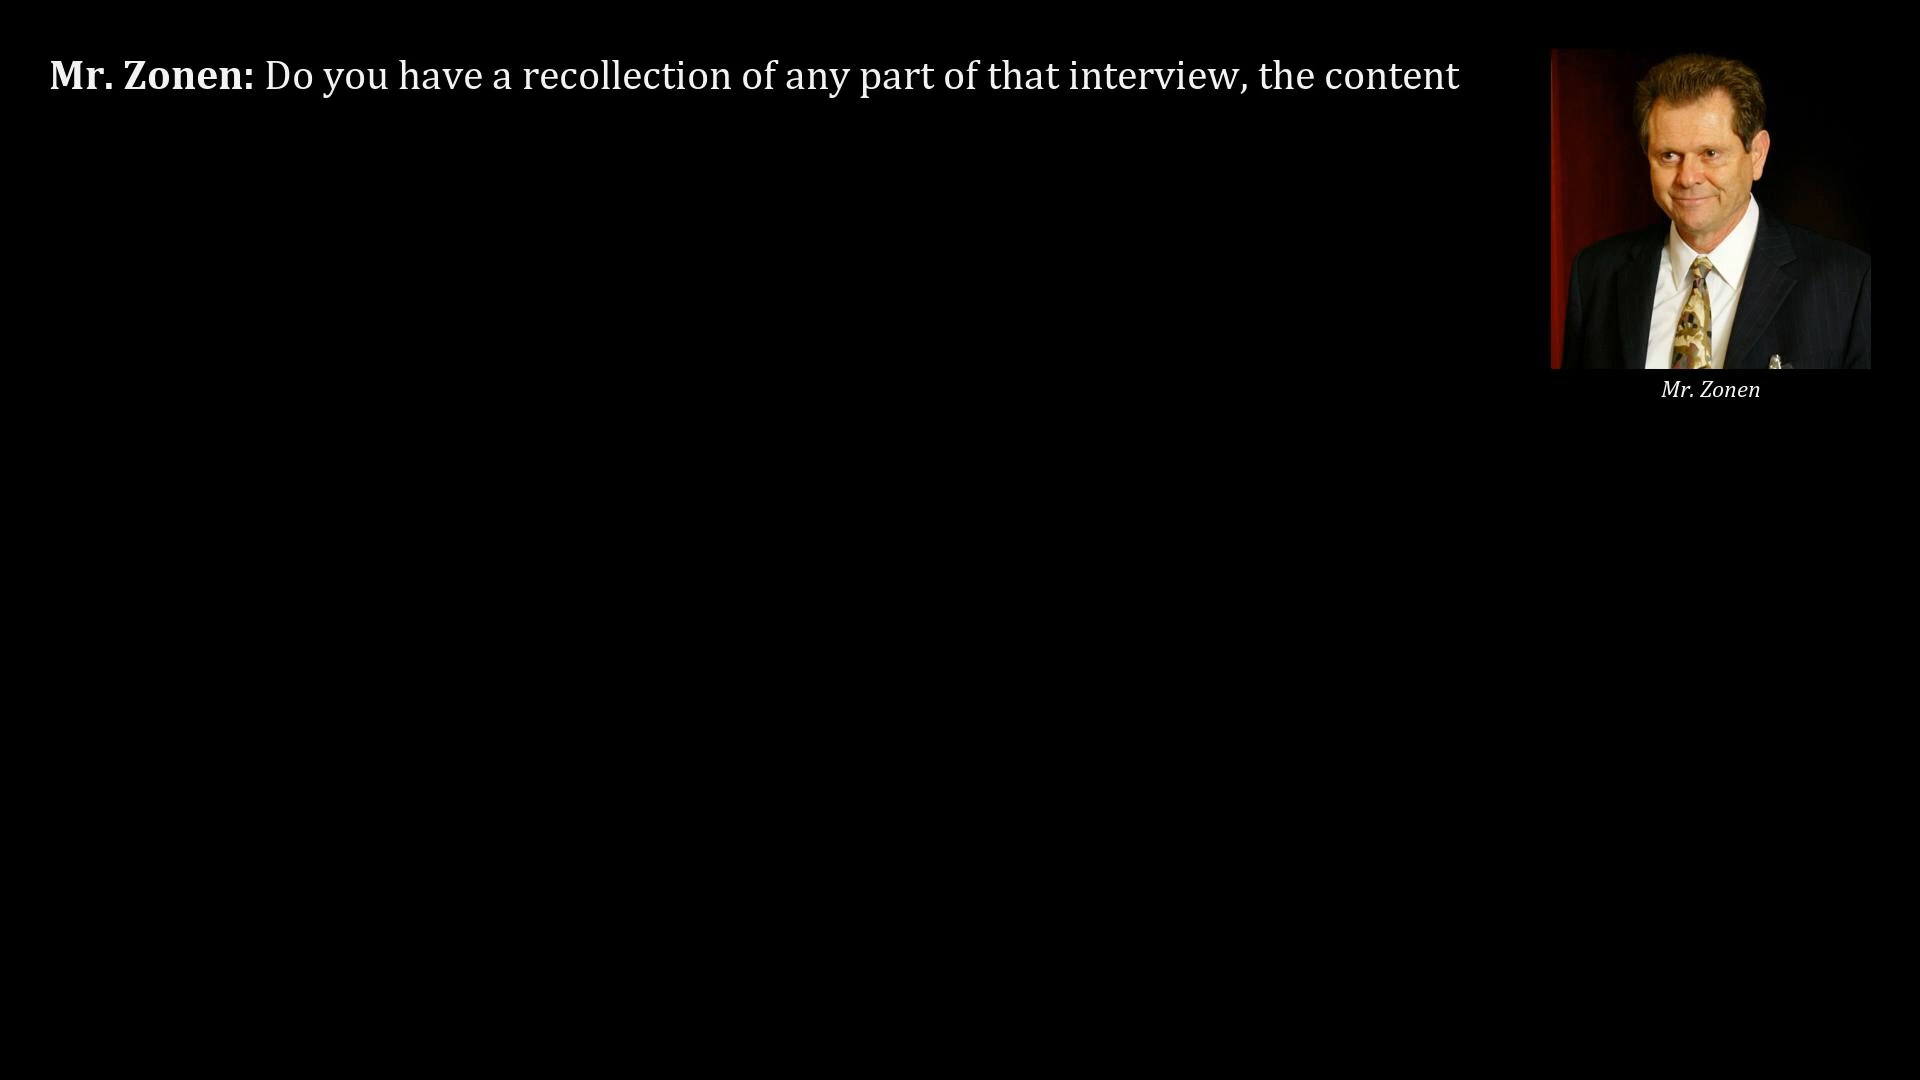 Mr. Zonen: Do you have a recollection of any part of that interview, the content
Mr. Zonen